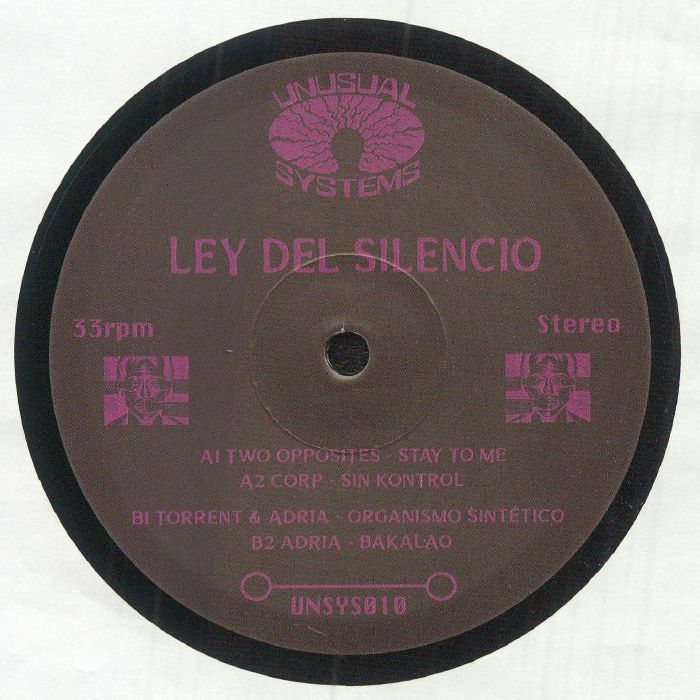 UNUSUAL
SYSTEMS
LEY DEL SILENCIO
33rpm
Stereo
A1 TWO OPPOSITES - STAY TO ME
A2 CORP - SIN KONTROL
B1 TORRENT & ADRIA - ORGANISMO SINTÉTICO
B2 ADRIA - BAKALAO
UNSYS010